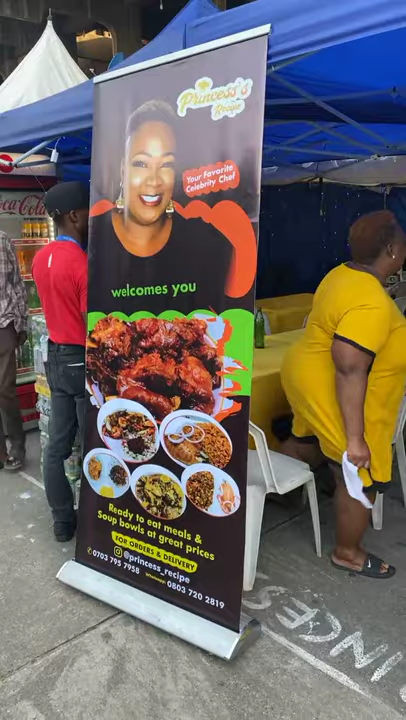 Princess's
Recipe
Your Favorite
Celebrity Chef
Coca-Cola
welcomes you
Ready to eat meals &
Soup bowls at great prices
FOR ORDERS & DELIVERY
@princess_recipe
0703 795 7958 Whatsapp: 0803 720 2819